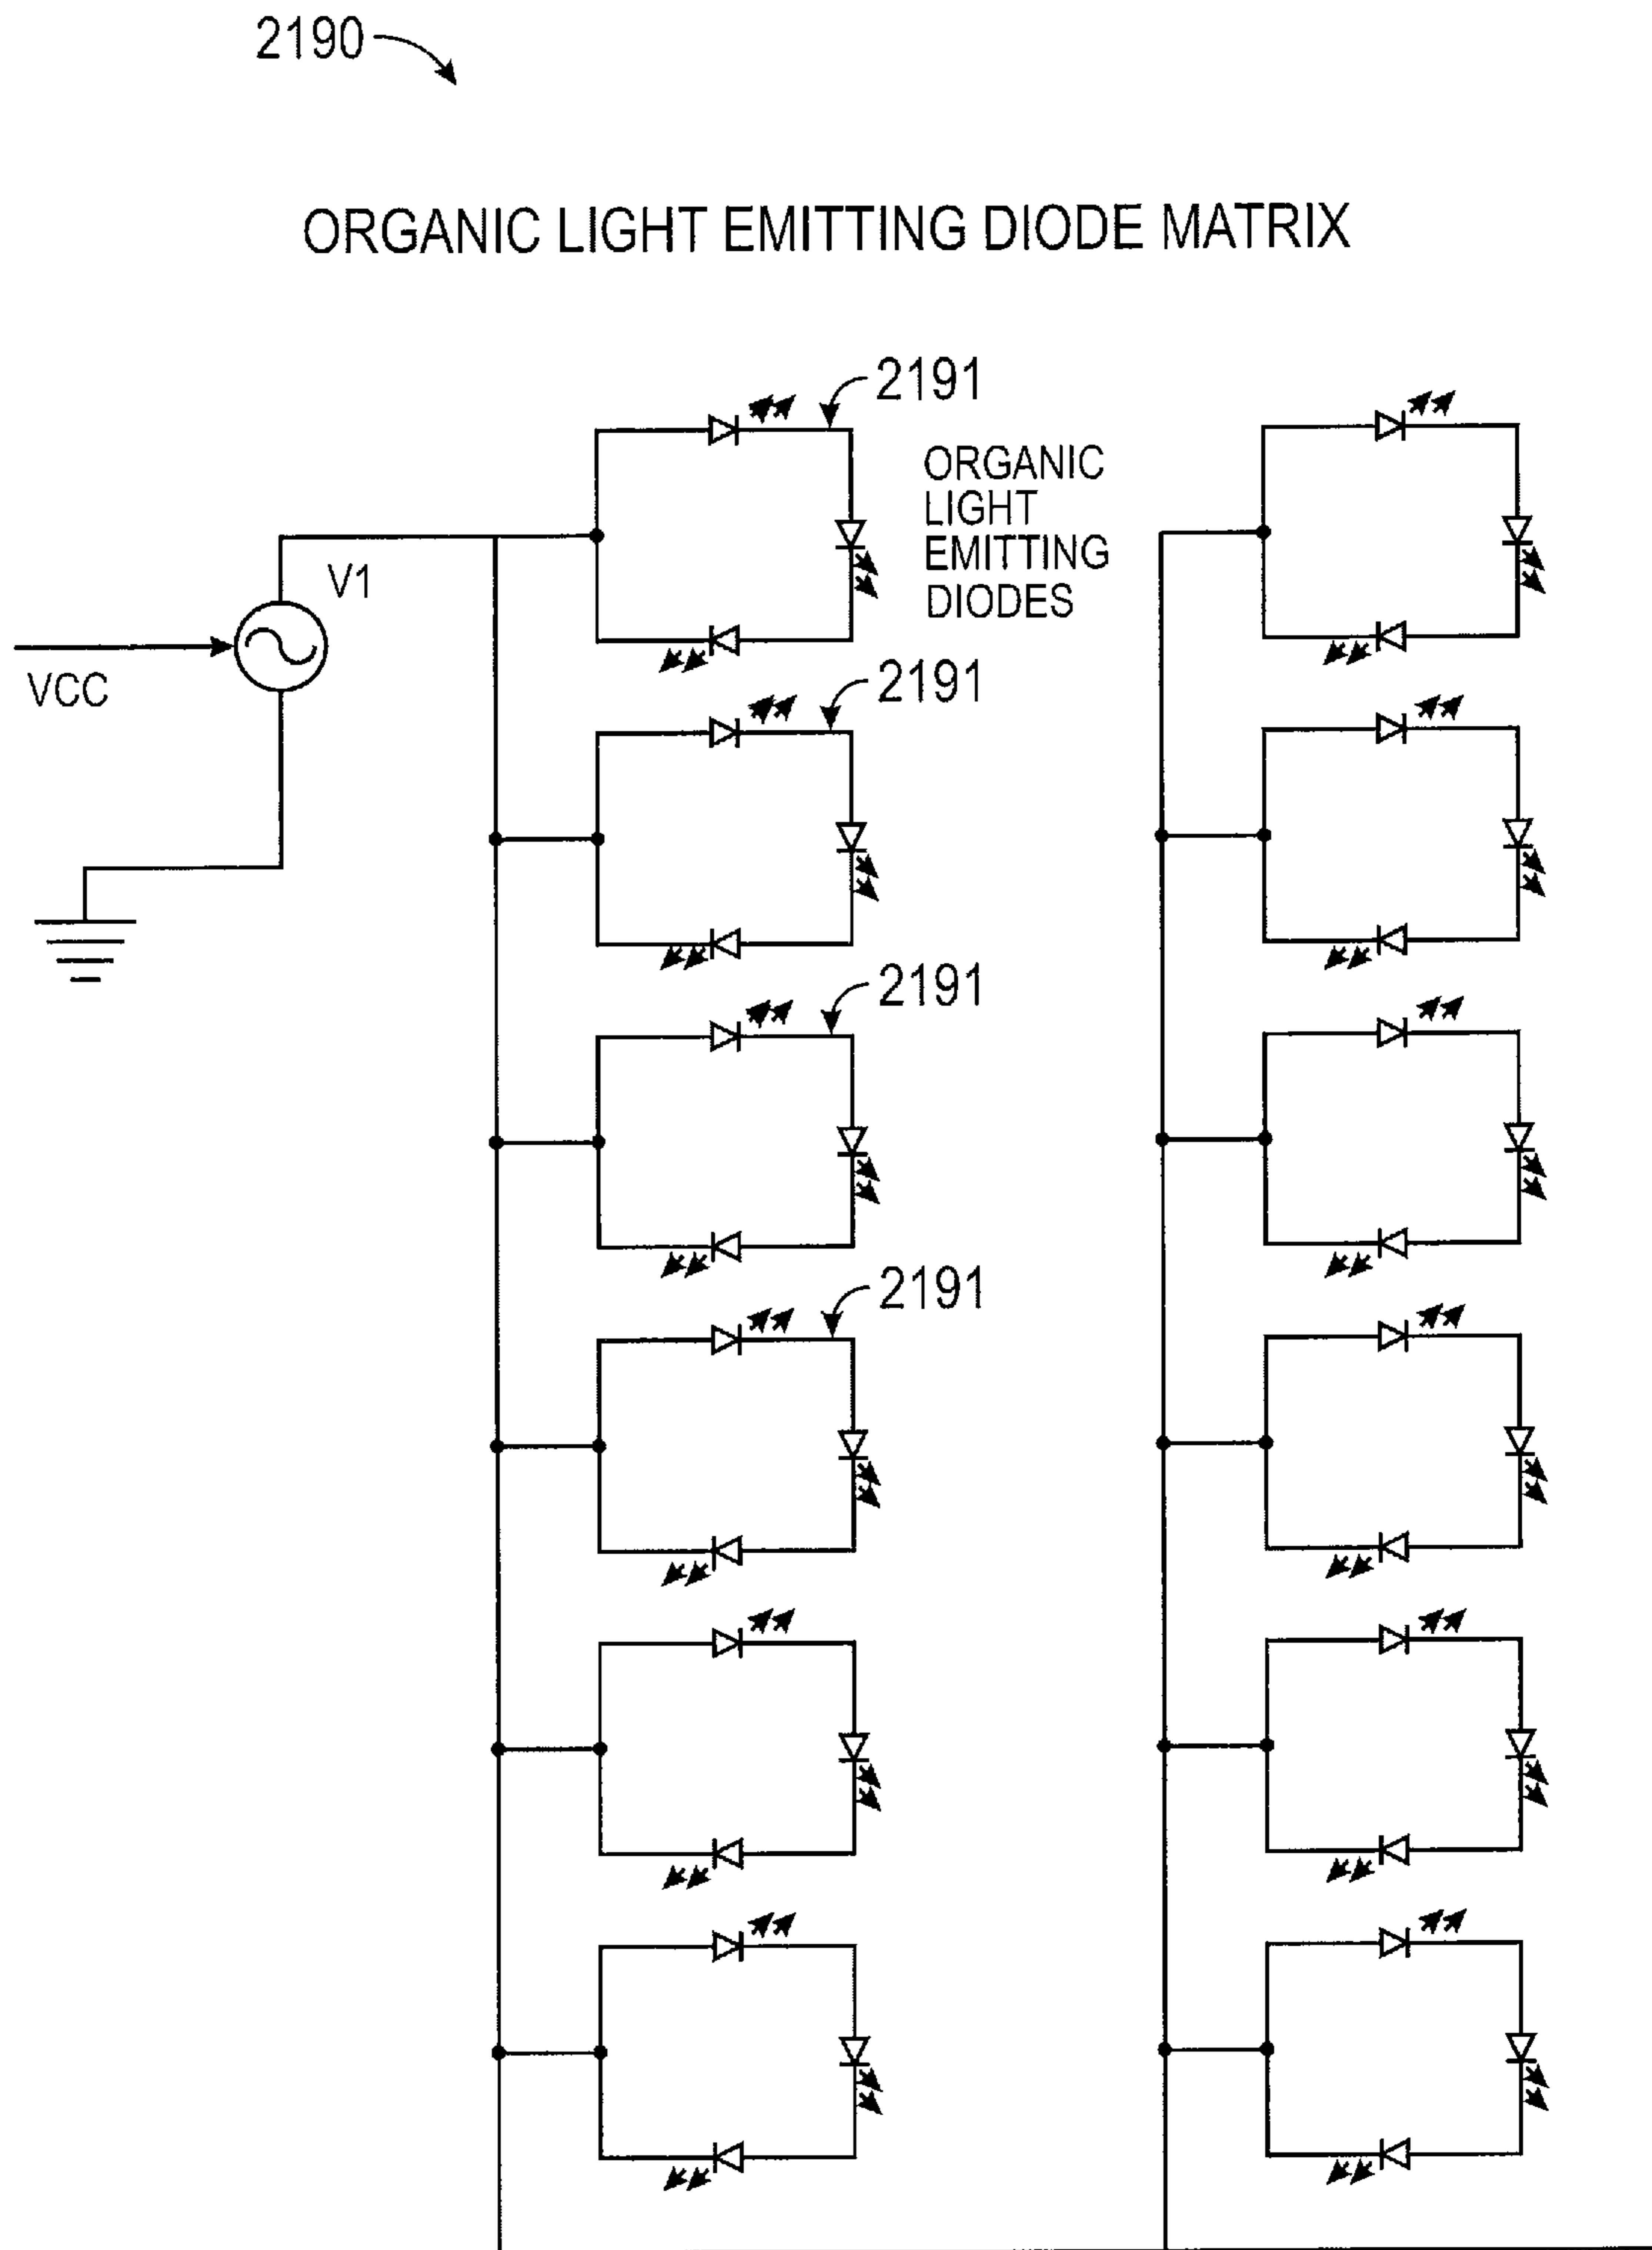 2190
ORGANIC LIGHT EMITTING DIODE MATRIX
2191
ORGANIC
LIGHT
EMITTING
DIODES
V1
VCC
2191
2191
2191